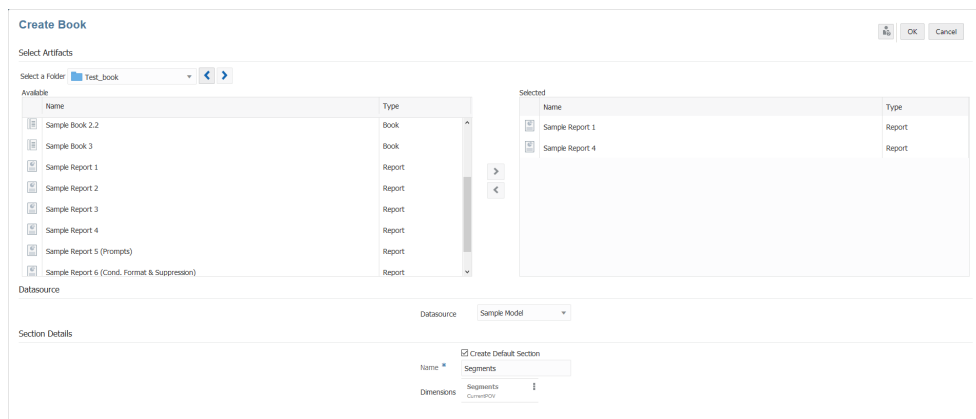 Create Book
OK Cancel
Select Artifacts
Select a Folder Test_book
Available
Name Type
Sample Book 2.2 Book
Sample Book 3 Book
Sample Report 1 Report
Sample Report 2 Report
Sample Report 3 Report
Sample Report 4 Report
Sample Report 5 (Prompts) Report
Sample Report 6 (Cond. Format & Suppression) Report
Selected
Name Type
Sample Report 1 Report
Sample Report 4 Report
Datasource
Datasource Sample Model
Section Details
Create Default Section
Name * Segments
Dimensions Segments
CurrentPOV